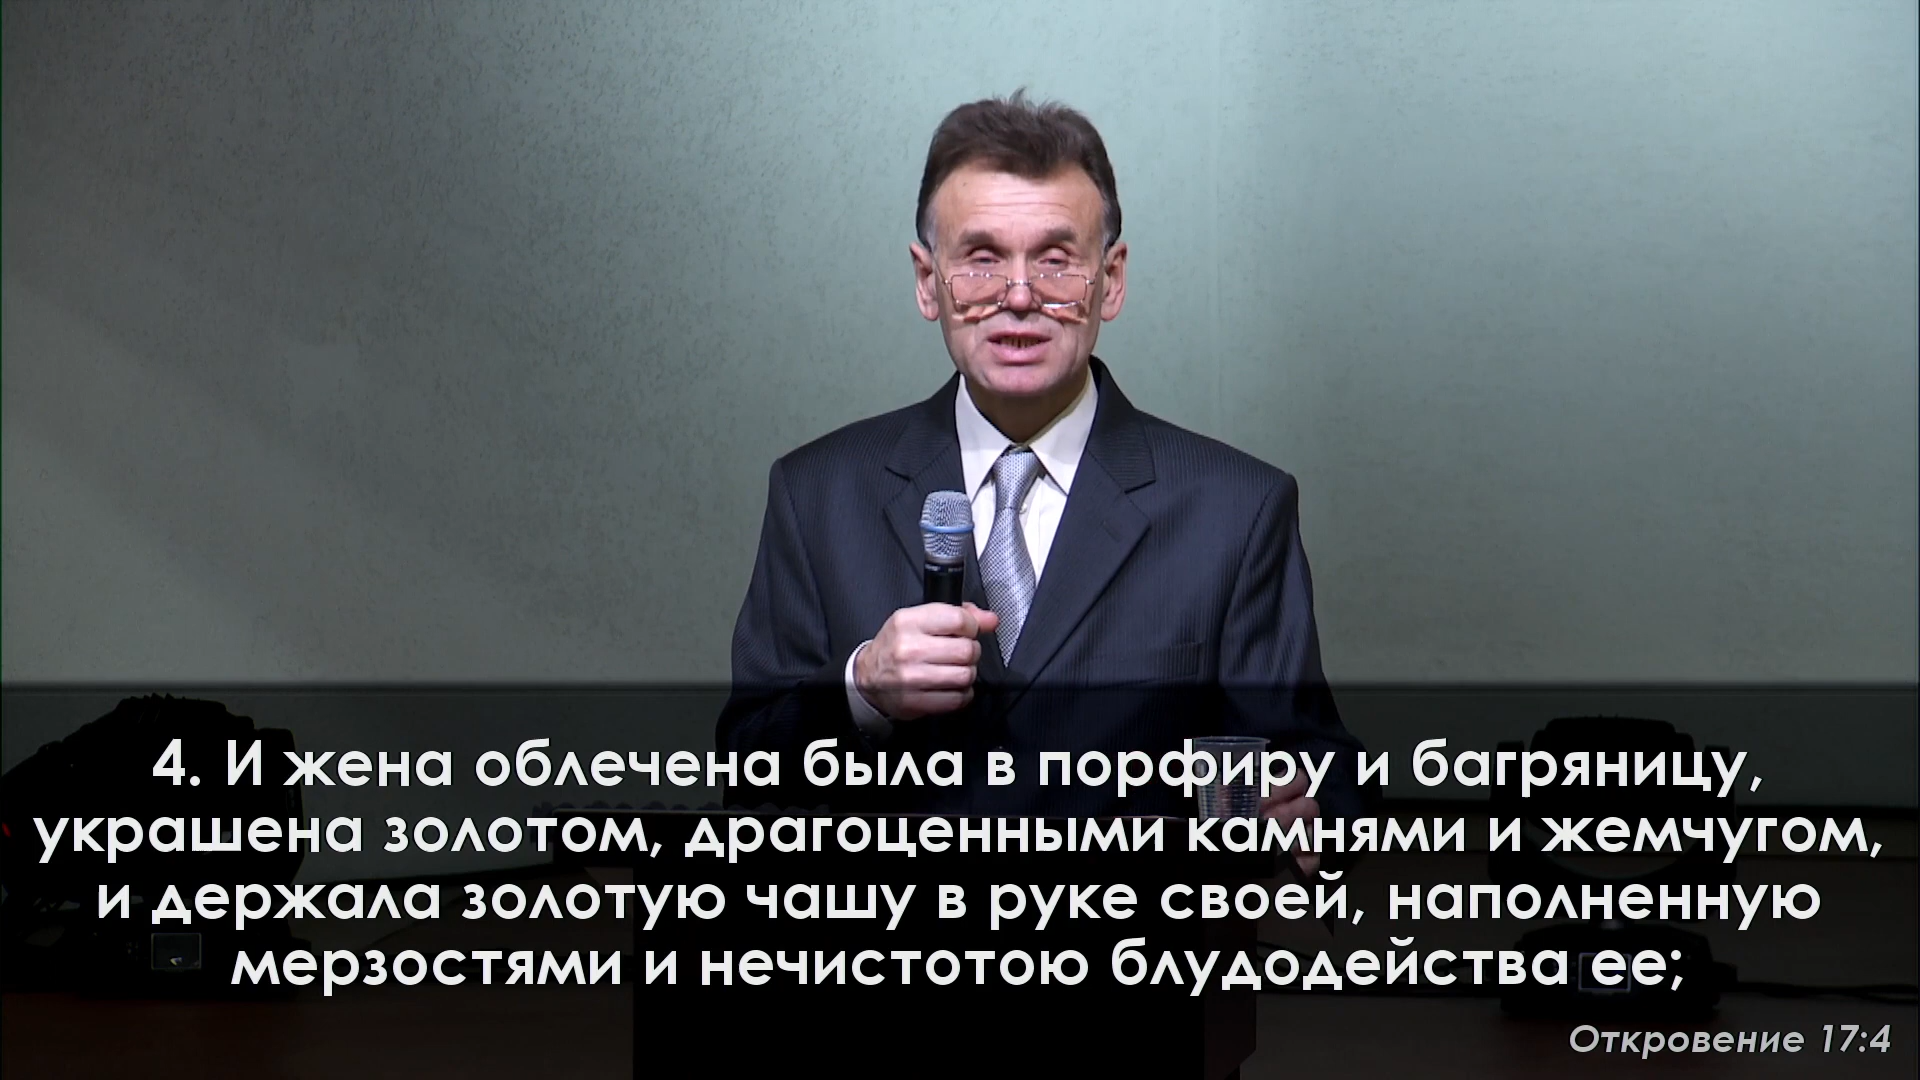 4. И жена облечена была в порфиру и багряницу,
украшена золотом, драгоценными камнями и жемчугом,
и держала золотую чашу в руке своей, наполненную
мерзостями и нечистотою блудодейства ее;
Откровение 17:4